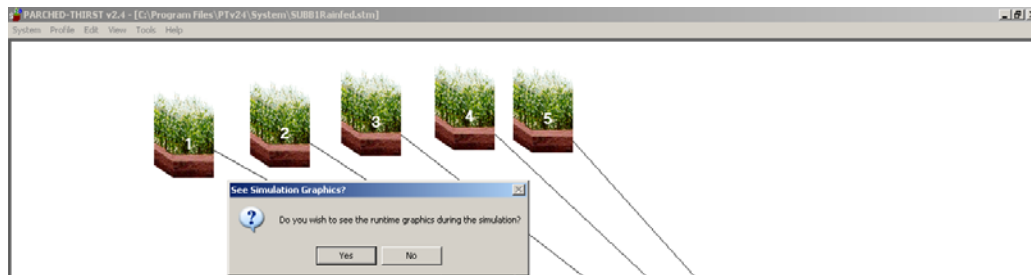 PARCHED-THIRST v2.4 - [C:\Program Files\PTv24\System\SUBB1Rainfed.stm]
System Profile Edit View Tools Help
1 2 3 4 5
See Simulation Graphics?
Do you wish to see the runtime graphics during the simulation?
Yes No